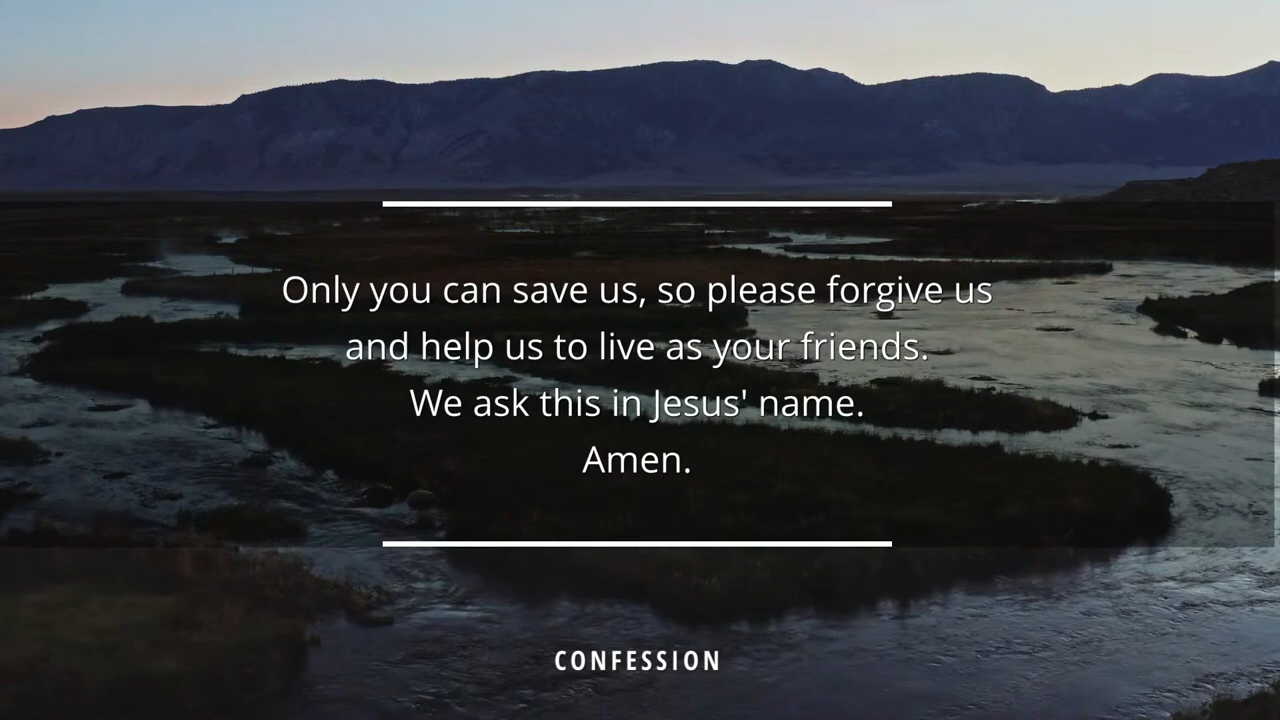 Only you can save us, so please forgive us
and help us to live as your friends.
We ask this in Jesus' name.
Amen.
CONFESSION